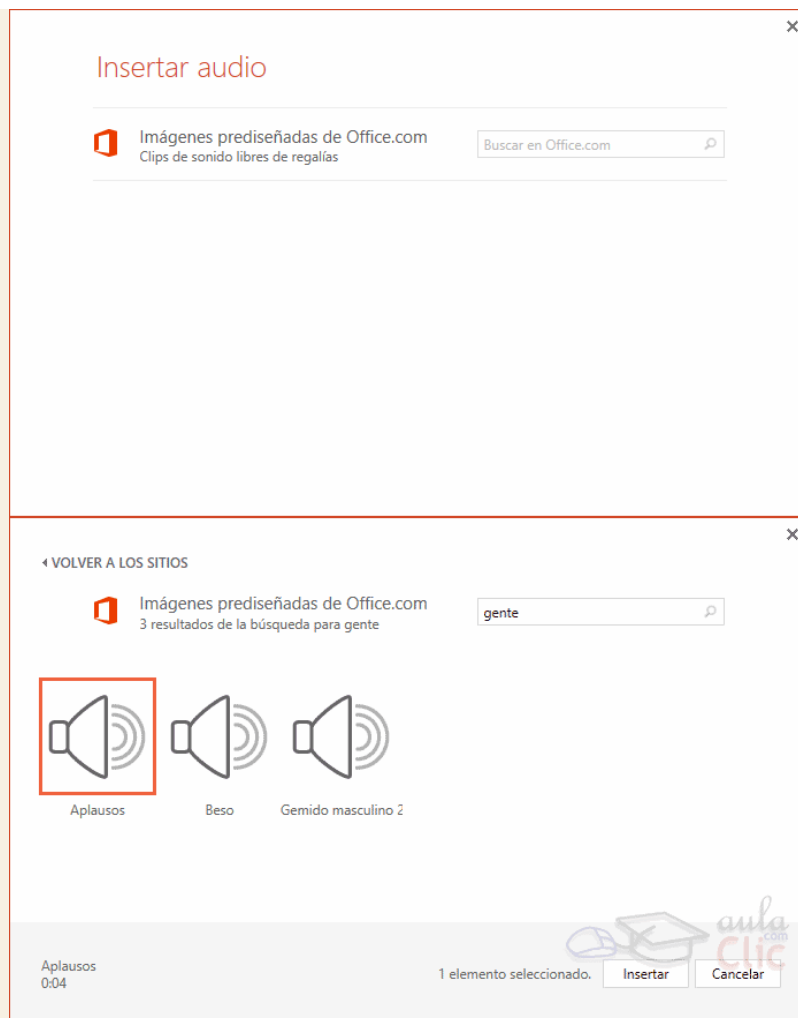 Insertar audio
Imágenes prediseñadas de Office.com
Clips de sonido libres de regalías
Buscar en Office.com
VOLVER A LOS SITIOS
Imágenes prediseñadas de Office.com
3 resultados de la búsqueda para gente
gente
Aplausos
Beso
Gemido masculino 2
aula
.com
Clic
Aplausos
0:04
1 elemento seleccionado.
Insertar
Cancelar